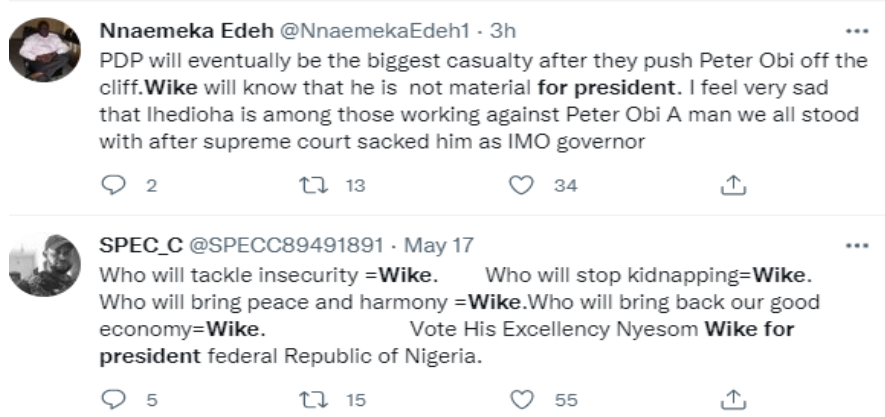 Nnaemeka Edeh @NnaemekaEdeh1 · 3h
PDP will eventually be the biggest casualty after they push Peter Obi off the
cliff.Wike will know that he is not material for president. I feel very sad
that Ihedioha is among those working against Peter Obi A man we all stood
with after supreme court sacked him as IMO governor
2 13 34
SPEC_C @SPECC89491891 · May 17
Who will tackle insecurity =Wike. Who will stop kidnapping=Wike.
Who will bring peace and harmony =Wike.Who will bring back our good
economy=Wike. Vote His Excellency Nyesom Wike for
president federal Republic of Nigeria.
5 15 55